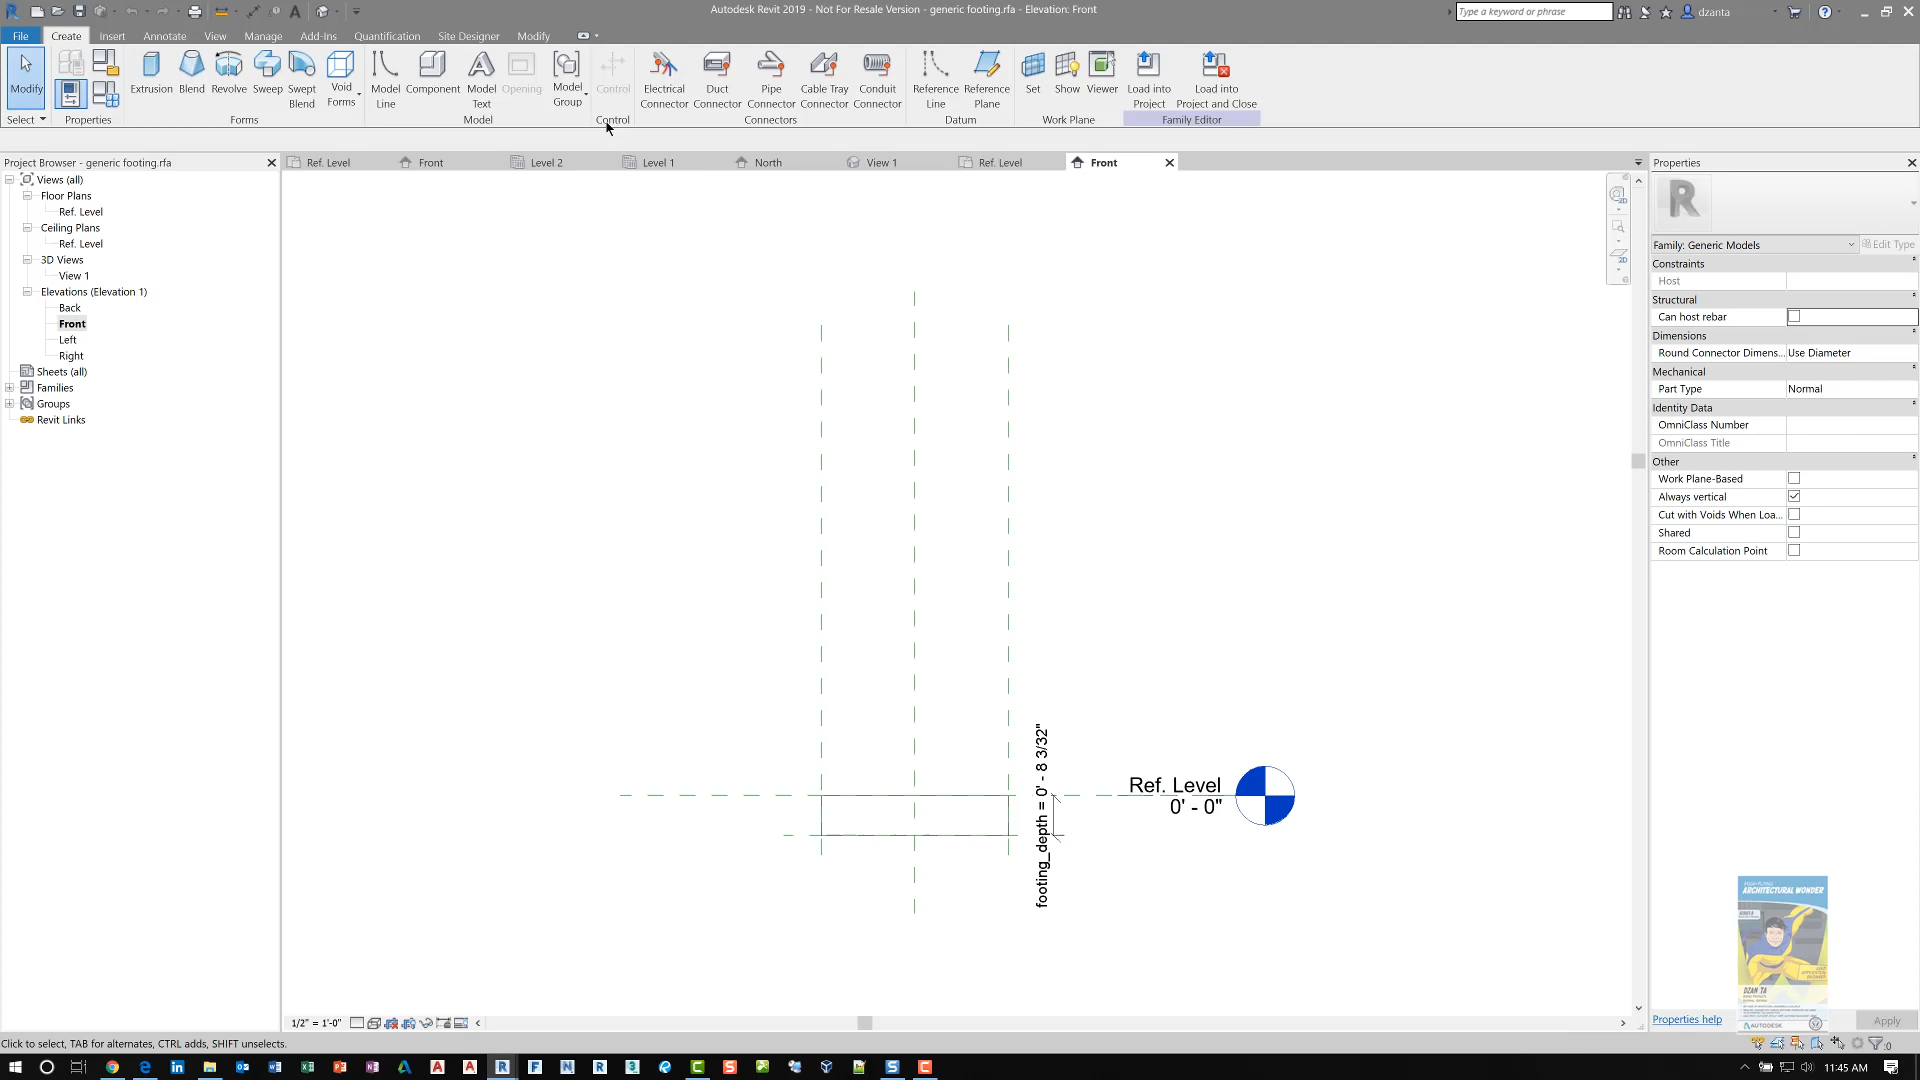 Autodesk Revit 2019 - Not For Resale Version - generic footing.rfa - Elevation: Front
Type a keyword or phrase
dzanta
File Create Insert Annotate View Manage Add-Ins Quantification Site Designer Modify
Modify
Extrusion Blend Revolve Sweep Swept Blend Void Forms
Model Line Component Model Text Opening Model Group
Control
Electrical Connector Duct Connector Pipe Connector Cable Tray Connector Conduit Connector
Reference Line Reference Plane
Set Show Viewer
Load into Project Load into Project and Close
Select Properties Forms Model Control Connectors Datum Work Plane Family Editor
Project Browser - generic footing.rfa
Ref. Level Front Level 2 Level 1 North View 1 Ref. Level Front
Views (all)
Floor Plans
Ref. Level
Ceiling Plans
Ref. Level
3D Views
View 1
Elevations (Elevation 1)
Back
Front
Left
Right
Sheets (all)
Families
Groups
Revit Links
2D
2D
footing_depth = 0' - 8 3/32"
Ref. Level
0' - 0"
Properties
Family: Generic Models Edit Type
Constraints
Host
Structural
Can host rebar
Dimensions
Round Connector Dimens... Use Diameter
Mechanical
Part Type Normal
Identity Data
OmniClass Number
OmniClass Title
Other
Work Plane-Based
Always vertical
Cut with Voids When Loa...
Shared
Room Calculation Point
ARCHITECTURAL WONDER
DZAN TA
AUTODESK
Properties help Apply
1/2" = 1'-0"
Click to select, TAB for alternates, CTRL adds, SHIFT unselects.
:0
11:45 AM